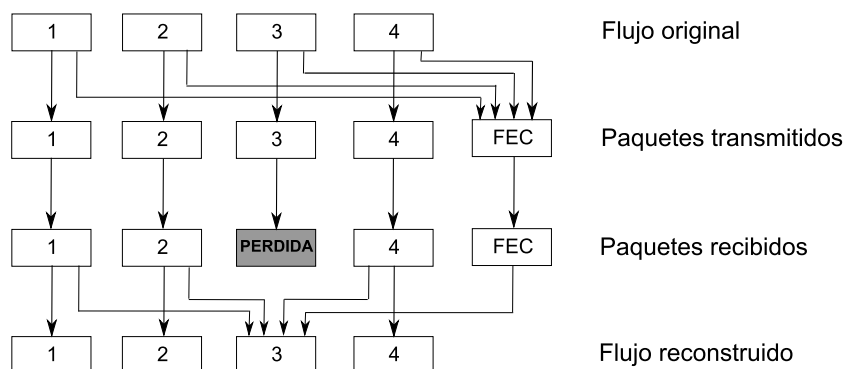 1 2 3 4 Flujo original
1 2 3 4 FEC Paquetes transmitidos
1 2 PERDIDA 4 FEC Paquetes recibidos
1 2 3 4 Flujo reconstruido